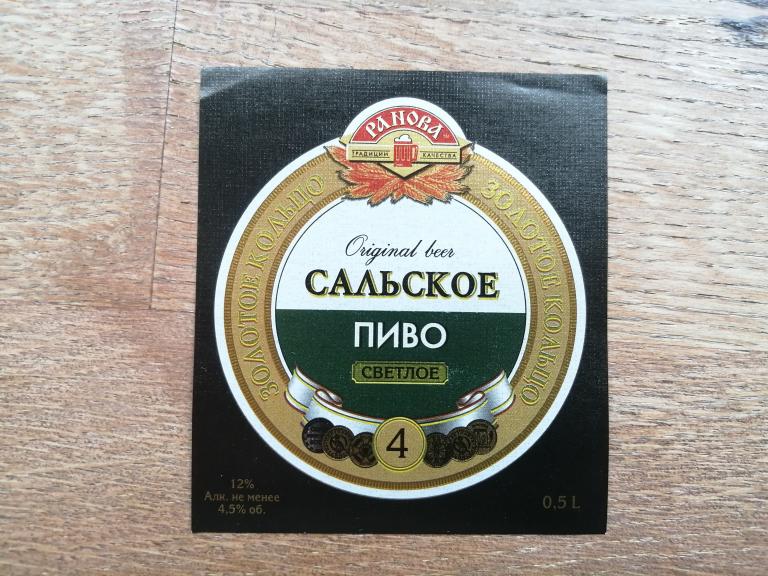 РАНОВА
ТРАДИЦИИ КАЧЕСТВА
ЗОЛОТОЕ КОЛЬЦО
ЗОЛОТОЕ КОЛЬЦО
Original beer
САЛЬСКОЕ
ПИВО
СВЕТЛОЕ
4
12%
Алк. не менее
4,5% об.
0,5 L